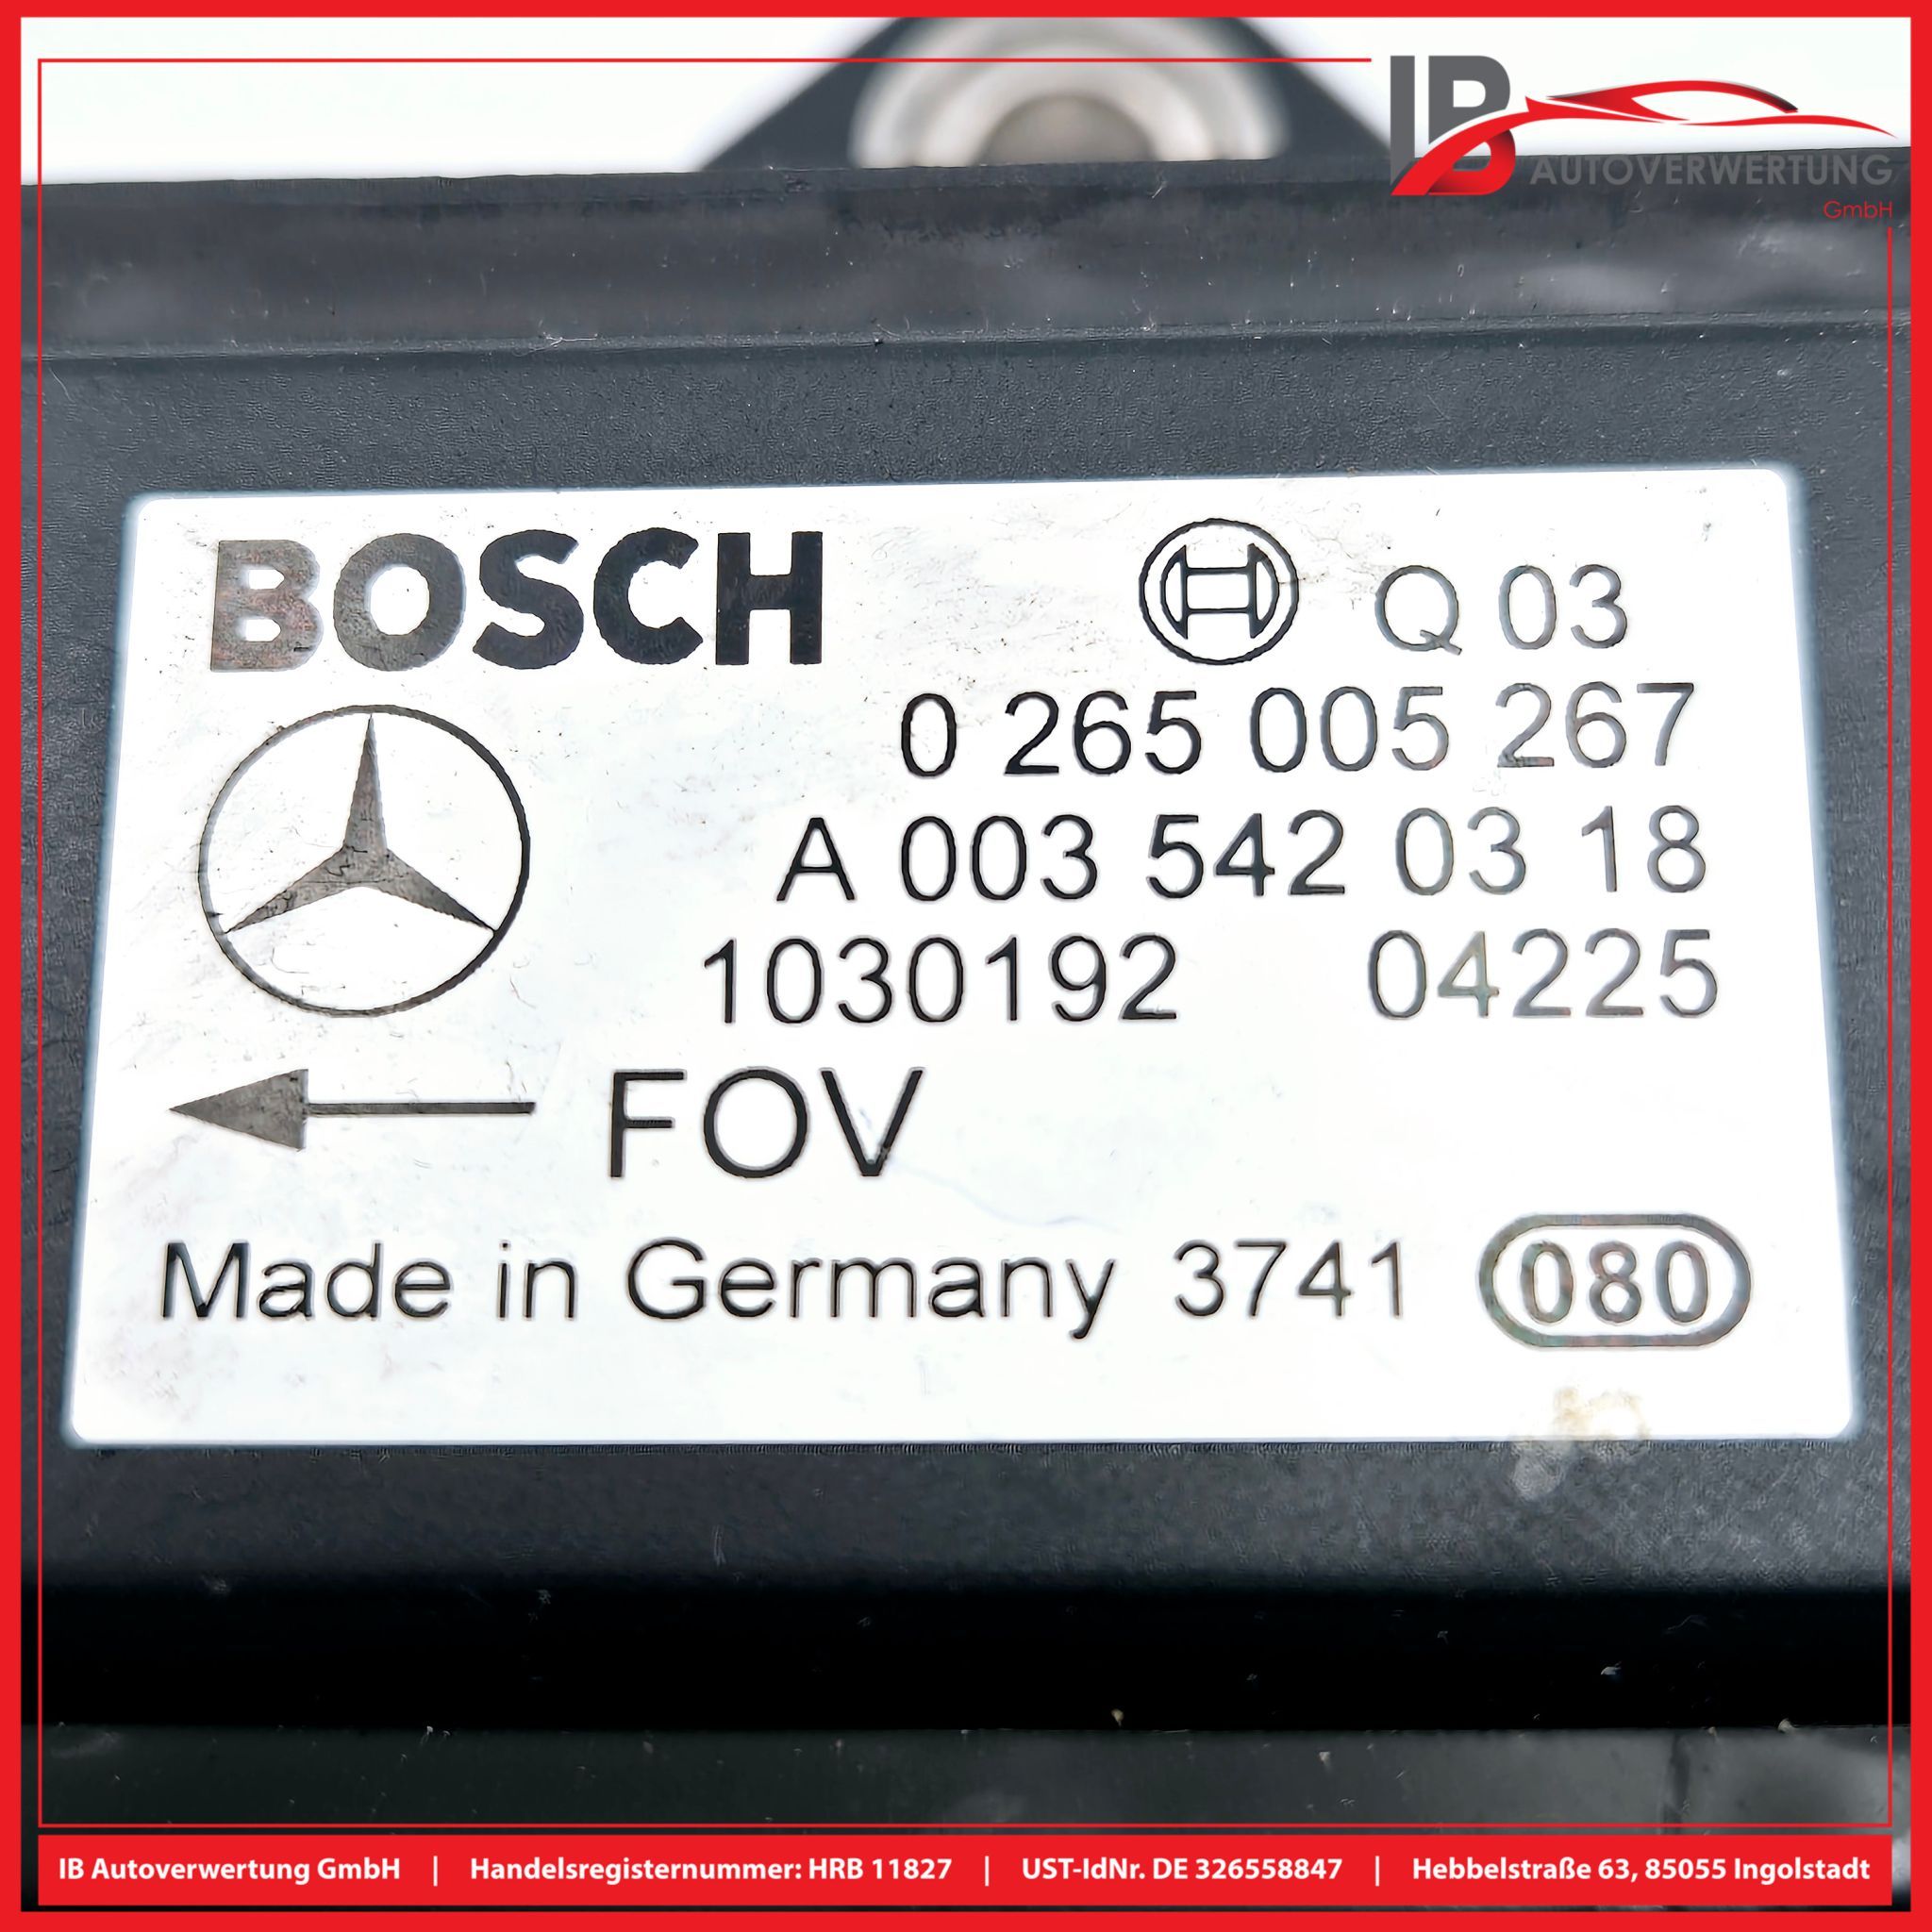 IB
AUTOVERWERTUNG
GmbH
BOSCH
Q 03
0 265 005 267
A 003 542 03 18
1030192 04225
FOV
Made in Germany 3741 080
IB Autoverwertung GmbH | Handelsregisternummer: HRB 11827 | UST-IdNr. DE 326558847 | Hebbelstraße 63, 85055 Ingolstadt